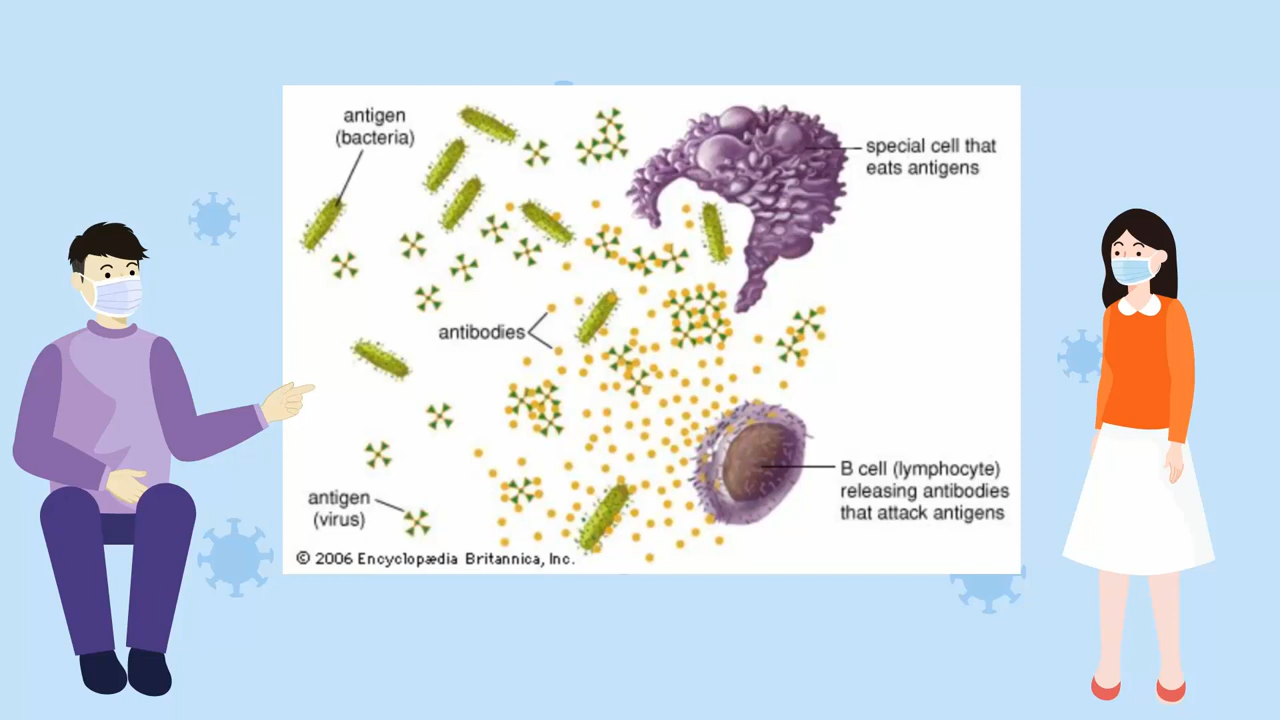 antigen
(bacteria)
special cell that
eats antigens
antibodies
B cell (lymphocyte)
releasing antibodies
that attack antigens
antigen
(virus)
© 2006 Encyclopædia Britannica, Inc.